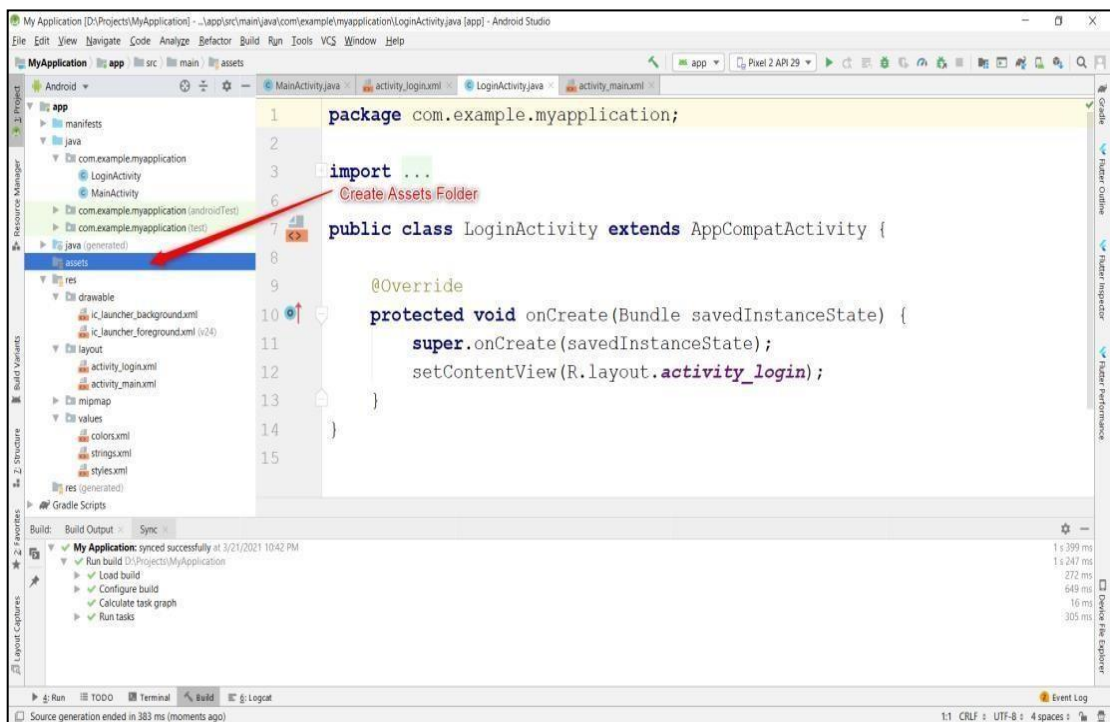 My Application [D:\Projects\MyApplication] - ...\app\src\main\java\com\example\myapplication\LoginActivity.java [app] - Android Studio
File Edit View Navigate Code Analyze Refactor Build Run Tools VCS Window Help
MyApplication app src main assets
app Pixel 2 API 29
Android
MainActivity.java activity_login.xml LoginActivity.java activity_main.xml
1: Project
Resource Manager
Build Variants
7: Structure
2: Favorites
Layout Captures
app
manifests
java
com.example.myapplication
LoginActivity
MainActivity
com.example.myapplication (androidTest)
com.example.myapplication (test)
java (generated)
assets
res
drawable
ic_launcher_background.xml
ic_launcher_foreground.xml (v24)
layout
activity_login.xml
activity_main.xml
mipmap
values
colors.xml
strings.xml
styles.xml
res (generated)
Gradle Scripts
1 package com.example.myapplication;
2
3 import ...
Create Assets Folder
6
7 public class LoginActivity extends AppCompatActivity {
8
9 @Override
10 protected void onCreate(Bundle savedInstanceState) {
11 super.onCreate(savedInstanceState);
12 setContentView(R.layout.activity_login);
13 }
14 }
15
Gradle
Flutter Outline
Flutter Inspector
Flutter Performance
Device File Explorer
Build: Build Output Sync
My Application: synced successfully at 3/21/2021 10:42 PM 1 s 399 ms
Run build D:\Projects\MyApplication 1 s 247 ms
Load build 272 ms
Configure build 649 ms
Calculate task graph 16 ms
Run tasks 305 ms
4: Run TODO Terminal Build 6: Logcat 2 Event Log
Source generation ended in 383 ms (moments ago) 1:1 CRLF UTF-8 4 spaces